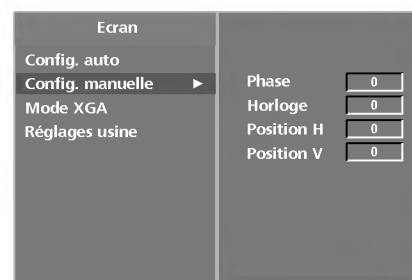 Ecran
Config. auto
Config. manuelle ►
Mode XGA
Réglages usine
Phase 0
Horloge 0
Position H 0
Position V 0